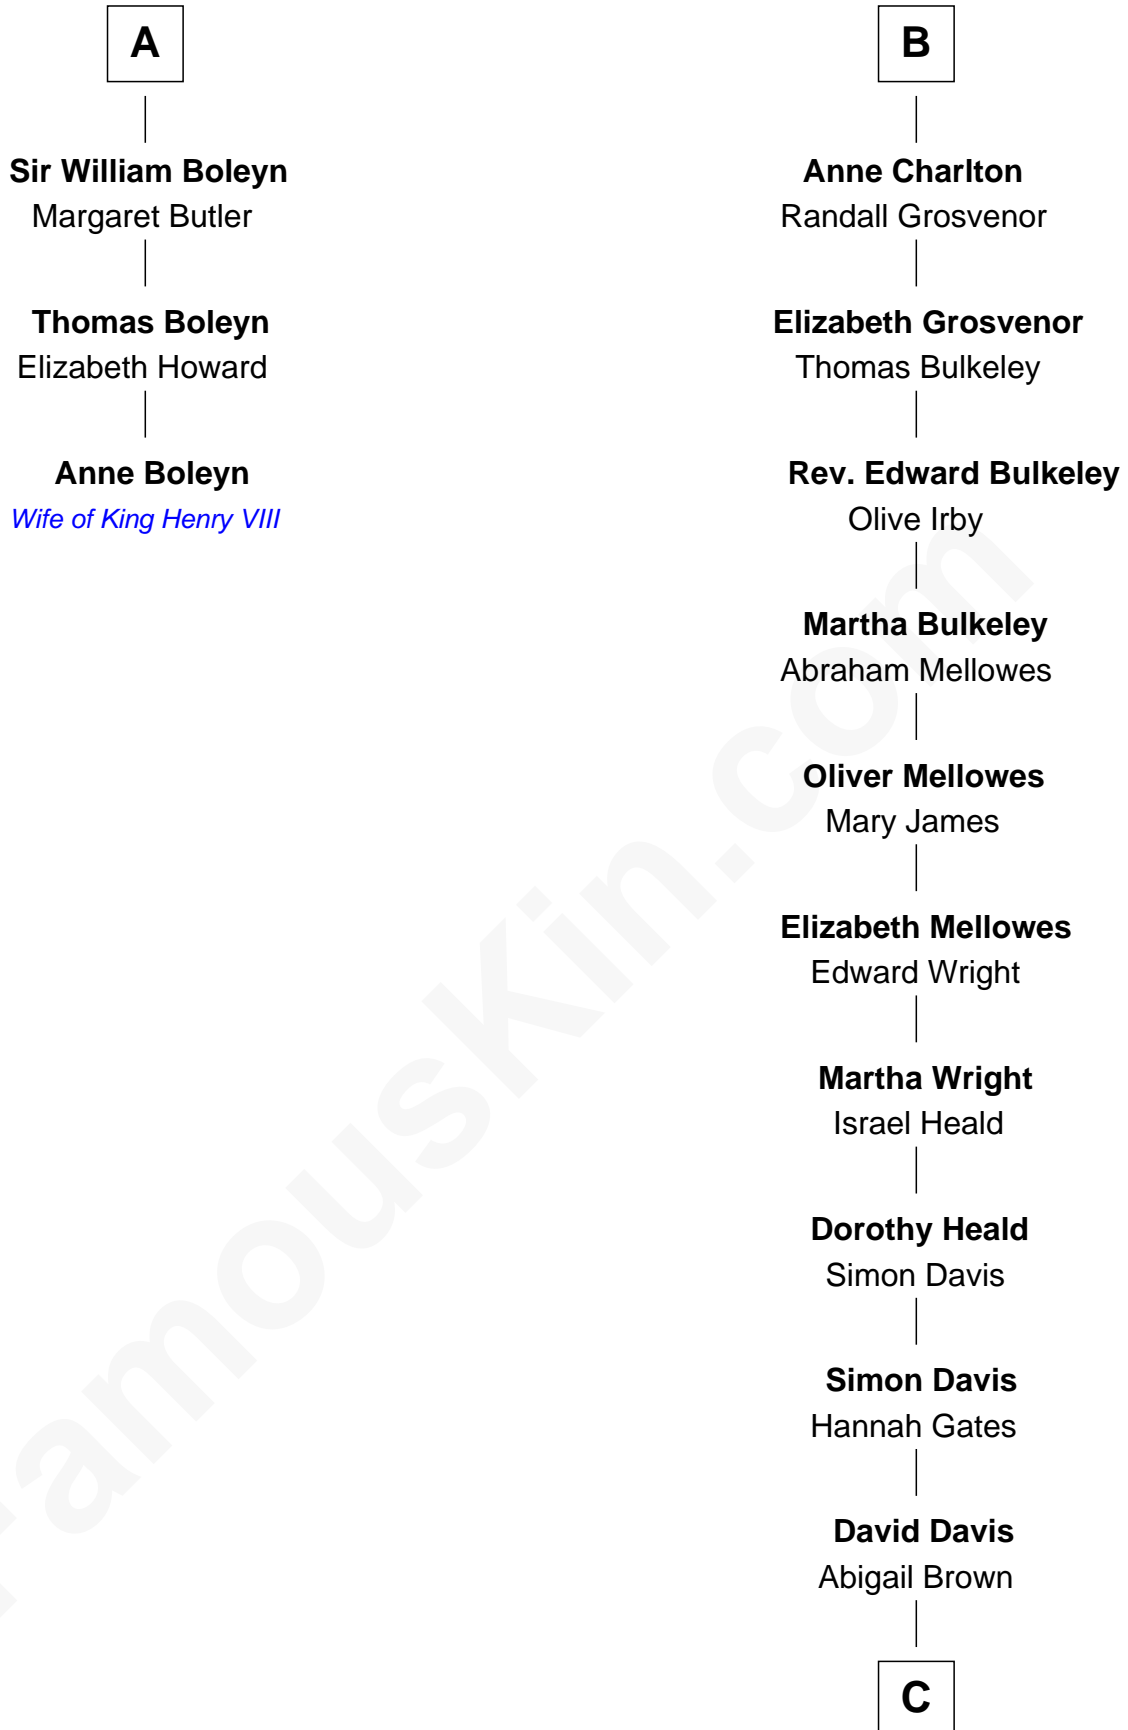 A
Sir William Boleyn
Margaret Butler
Thomas Boleyn
Elizabeth Howard
Anne Boleyn
Wife of King Henry VIII
B
Anne Charlton
Randall Grosvenor
Elizabeth Grosvenor
Thomas Bulkeley
Rev. Edward Bulkeley
Olive Irby
Martha Bulkeley
Abraham Mellowes
Oliver Mellowes
Mary James
Elizabeth Mellowes
Edward Wright
Martha Wright
Israel Heald
Dorothy Heald
Simon Davis
Simon Davis
Hannah Gates
David Davis
Abigail Brown
C
FamousKin.com